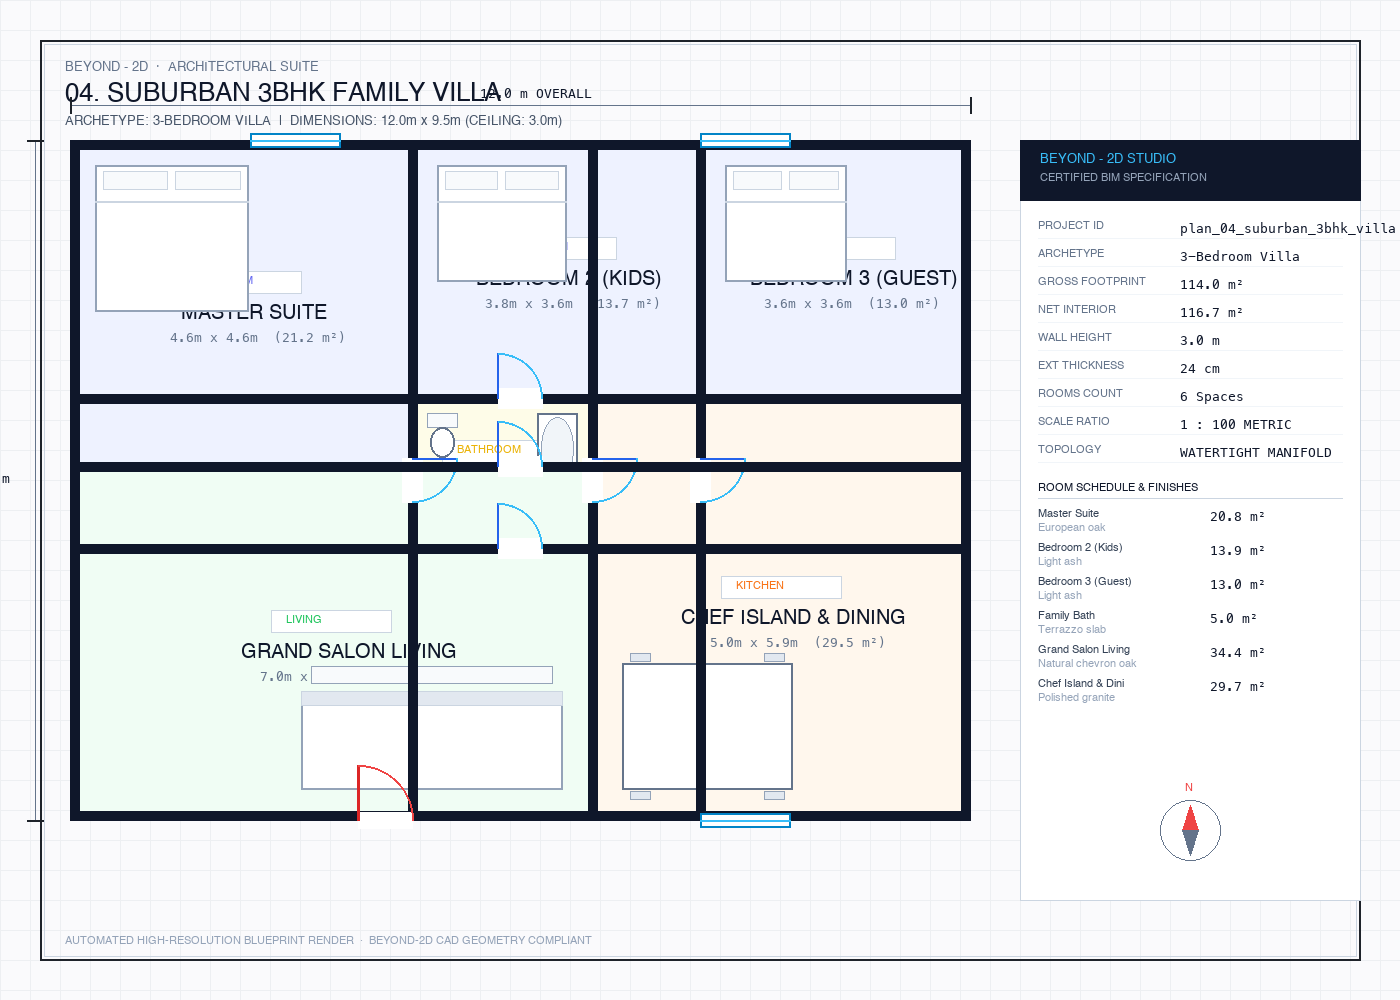 BEYOND - 2D · ARCHITECTURAL SUITE
04. SUBURBAN 3BHK FAMILY VILLA
12.0 m OVERALL
ARCHETYPE: 3-BEDROOM VILLA | DIMENSIONS: 12.0m x 9.5m (CEILING: 3.0m)
MASTER SUITE
4.6m x 4.6m (21.2 m²)
BEDROOM 2 (KIDS)
3.8m x 3.6m (13.7 m²)
BEDROOM 3 (GUEST)
3.6m x 3.6m (13.0 m²)
BATHROOM
m
LIVING
GRAND SALON LIVING
7.0m x
KITCHEN
CHEF ISLAND & DINING
5.0m x 5.9m (29.5 m²)
BEYOND - 2D STUDIO
CERTIFIED BIM SPECIFICATION
PROJECT ID plan_04_suburban_3bhk_villa
ARCHETYPE 3-Bedroom Villa
GROSS FOOTPRINT 114.0 m²
NET INTERIOR 116.7 m²
WALL HEIGHT 3.0 m
EXT THICKNESS 24 cm
ROOMS COUNT 6 Spaces
SCALE RATIO 1 : 100 METRIC
TOPOLOGY WATERTIGHT MANIFOLD
ROOM SCHEDULE & FINISHES
Master Suite 20.8 m²
European oak
Bedroom 2 (Kids) 13.9 m²
Light ash
Bedroom 3 (Guest) 13.0 m²
Light ash
Family Bath 5.0 m²
Terrazzo slab
Grand Salon Living 34.4 m²
Natural chevron oak
Chef Island & Dini 29.7 m²
Polished granite
N
AUTOMATED HIGH-RESOLUTION BLUEPRINT RENDER · BEYOND-2D CAD GEOMETRY COMPLIANT